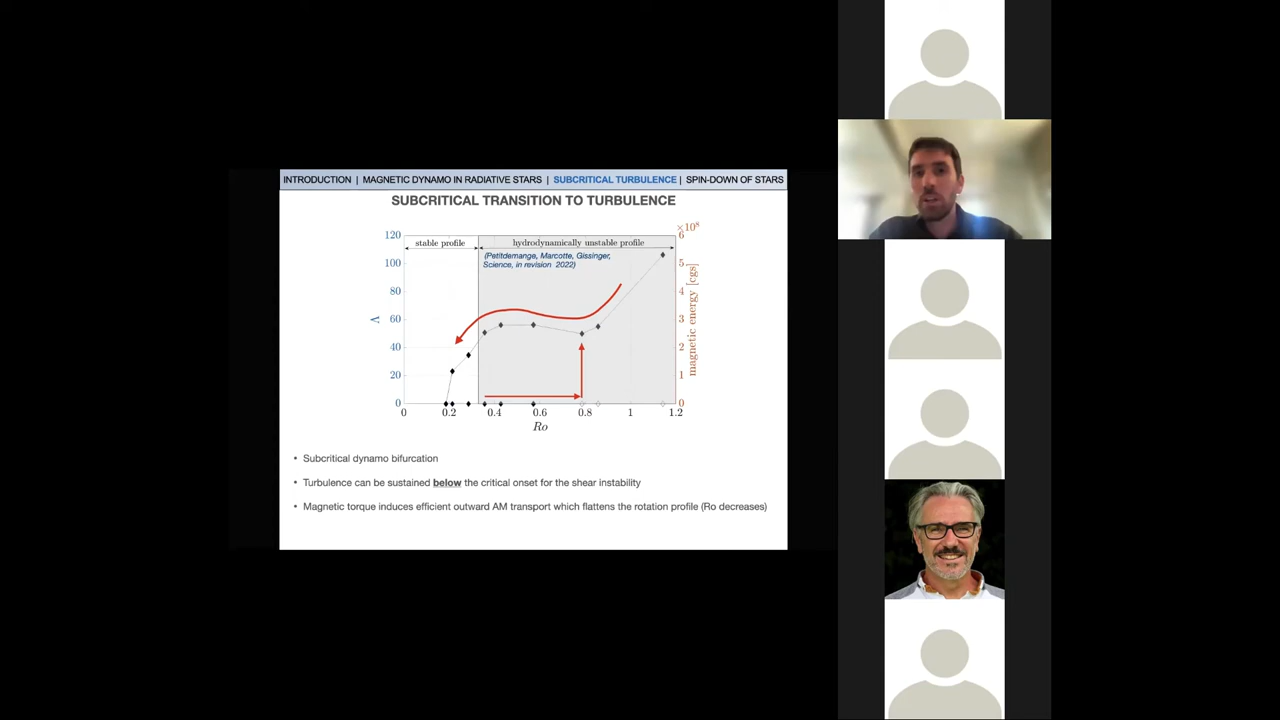 INTRODUCTION | MAGNETIC DYNAMO IN RADIATIVE STARS | SUBCRITICAL TURBULENCE | SPIN-DOWN OF STARS
SUBCRITICAL TRANSITION TO TURBULENCE
×10⁸
120
100
80
60
40
20
0
Λ
stable profile
hydrodynamically unstable profile
(Petitdemange, Marcotte, Gissinger,
Science, in revision 2022)
6
5
4
3
2
1
0
magnetic energy [cgs]
0 0.2 0.4 0.6 0.8 1 1.2
Ro
• Subcritical dynamo bifurcation
• Turbulence can be sustained below the critical onset for the shear instability
• Magnetic torque induces efficient outward AM transport which flattens the rotation profile (Ro decreases)